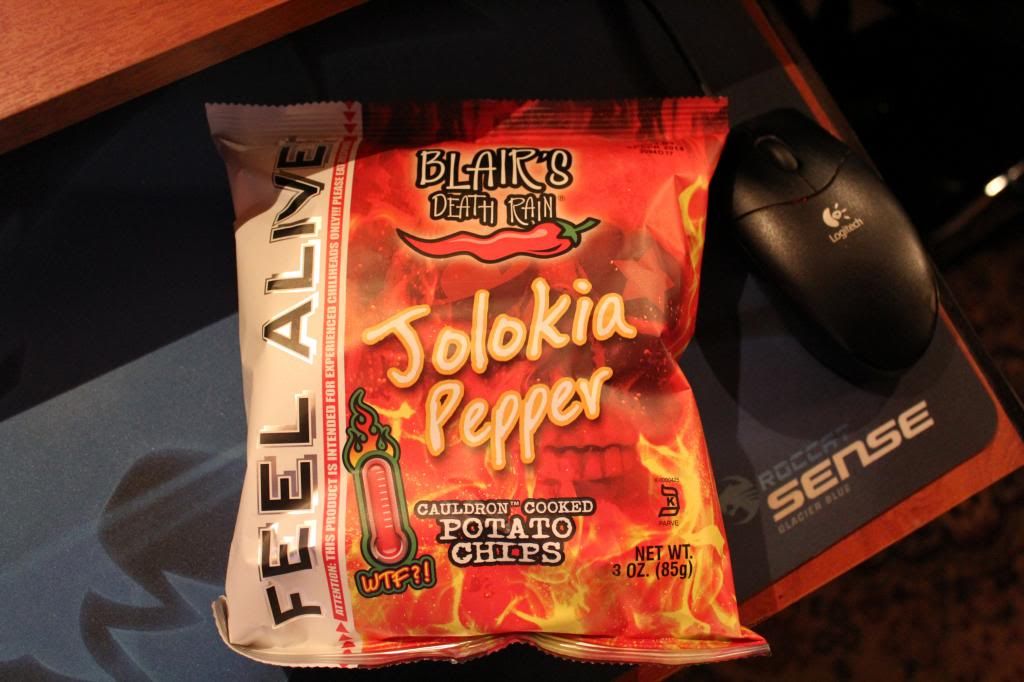 BLAIR'S
DEATH RAIN®
Jolokia
Pepper
CAULDRON™ COOKED
POTATO
CHIPS
WTF?!
K
PARVE
NET WT.
3 OZ. (85g)
FEEL ALIVE
ATTENTION: THIS PRODUCT IS INTENDED FOR EXPERIENCED CHILIHEADS ONLY!!! PLEASE
Logitech
ROCCAT
SENSE
GLACIER BLUE